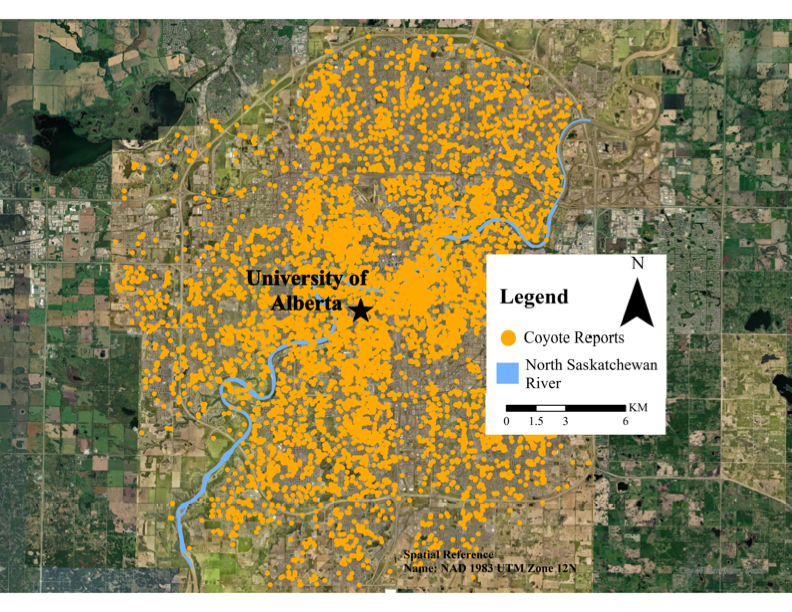 University of
Alberta
N
Legend
Coyote Reports
North Saskatchewan
River
KM
0 1.5 3 6
Spatial Reference
Name: NAD 1983 UTM Zone 12N